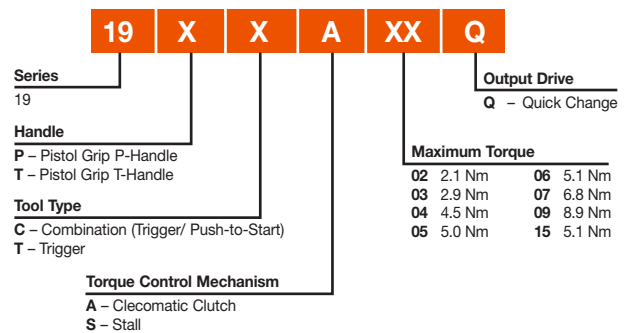 19 X X A XX Q
Series
19
Handle
P – Pistol Grip P-Handle
T – Pistol Grip T-Handle
Tool Type
C – Combination (Trigger/ Push-to-Start)
T – Trigger
Torque Control Mechanism
A – Clecomatic Clutch
S – Stall
Output Drive
Q – Quick Change
Maximum Torque
02 2.1 Nm 06 5.1 Nm
03 2.9 Nm 07 6.8 Nm
04 4.5 Nm 09 8.9 Nm
05 5.0 Nm 15 5.1 Nm